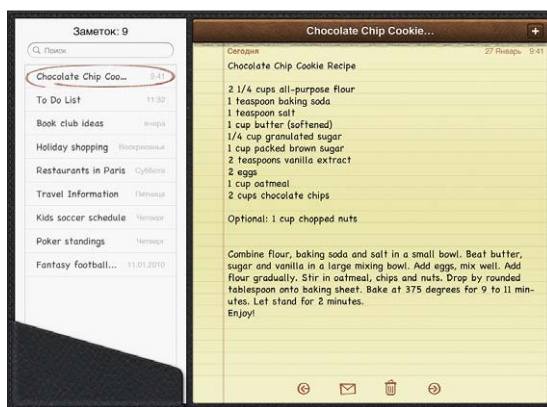 Заметок: 9
Поиск
Chocolate Chip Coo... 9:41
To Do List 11:32
Book club ideas вчера
Holiday shopping Воскресенье
Restaurants in Paris Суббота
Travel Information Пятница
Kids soccer schedule Четверг
Poker standings Четверг
Fantasy football... 11.01.2010
Chocolate Chip Cookie...
+
Сегодня 27 Январь 9:41
Chocolate Chip Cookie Recipe
2 1/4 cups all-purpose flour
1 teaspoon baking soda
1 teaspoon salt
1 cup butter (softened)
1/4 cup granulated sugar
1 cup packed brown sugar
2 teaspoons vanilla extract
2 eggs
1 cup oatmeal
2 cups chocolate chips
Optional: 1 cup chopped nuts
Combine flour, baking soda and salt in a small bowl. Beat butter,
sugar and vanilla in a large mixing bowl. Add eggs, mix well. Add
flour gradually. Stir in oatmeal, chips and nuts. Drop by rounded
tablespoon onto baking sheet. Bake at 375 degrees for 9 to 11 min-
utes. Let stand for 2 minutes.
Enjoy!